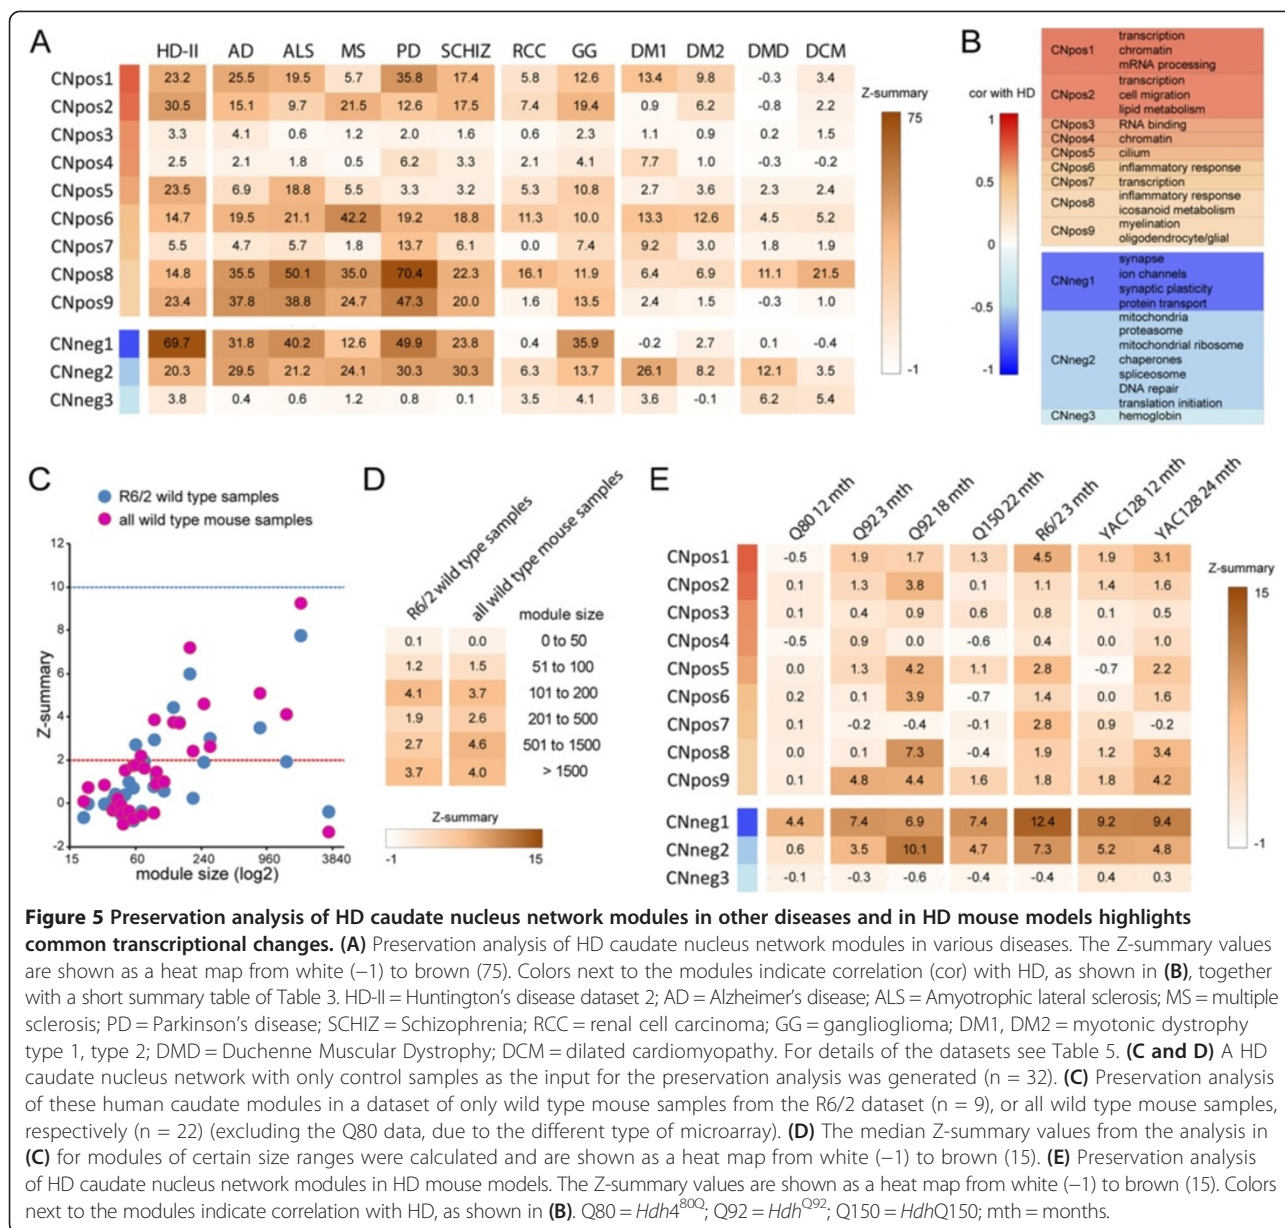 A
HD-II AD ALS MS PD SCHIZ RCC GG DM1 DM2 DMD DCM
CNpos1 23.2 25.5 19.5 5.7 35.8 17.4 5.8 12.6 13.4 9.8 -0.3 3.4
CNpos2 30.5 15.1 9.7 21.5 12.6 17.5 7.4 19.4 0.9 6.2 -0.8 2.2
CNpos3 3.3 4.1 0.6 1.2 2.0 1.6 0.6 2.3 1.1 0.9 0.2 1.5
CNpos4 2.5 2.1 1.8 0.5 6.2 3.3 2.1 4.1 7.7 1.0 -0.3 -0.2
CNpos5 23.5 6.9 18.8 5.5 3.3 3.2 5.3 10.8 2.7 3.6 2.3 2.4
CNpos6 14.7 19.5 21.1 42.2 19.2 18.8 11.3 10.0 13.3 12.6 4.5 5.2
CNpos7 5.5 4.7 5.7 1.8 13.7 6.1 0.0 7.4 9.2 3.0 1.8 1.9
CNpos8 14.8 35.5 50.1 35.0 70.4 22.3 16.1 11.9 6.4 6.9 11.1 21.5
CNpos9 23.4 37.8 38.8 24.7 47.3 20.0 1.6 13.5 2.4 1.5 -0.3 1.0
CNneg1 69.7 31.8 40.2 12.6 49.9 23.8 0.4 35.9 -0.2 2.7 0.1 -0.4
CNneg2 20.3 29.5 21.2 24.1 30.3 30.3 6.3 13.7 26.1 8.2 12.1 3.5
CNneg3 3.8 0.4 0.6 1.2 0.8 0.1 3.5 4.1 3.6 -0.1 6.2 5.4
Z-summary
75
-1
B
cor with HD
1
0.5
0
-0.5
-1
CNpos1
transcription
chromatin
mRNA processing
CNpos2
transcription
cell migration
lipid metabolism
CNpos3 RNA binding
CNpos4 chromatin
CNpos5 cilium
CNpos6 inflammatory response
CNpos7 transcription
CNpos8
inflammatory response
icosanoid metabolism
CNpos9
myelination
oligodendrocyte/glial
CNneg1
synapse
ion channels
synaptic plasticity
protein transport
CNneg2
mitochondria
proteasome
mitochondrial ribosome
chaperones
spliceosome
DNA repair
translation initiation
CNneg3 hemoglobin
C
R6/2 wild type samples
all wild type mouse samples
Z-summary
12
10
8
6
4
2
0
-2
15 60 240 960 3840
module size (log2)
D
R6/2 wild type samples
all wild type mouse samples
module size
0.1 0.0 0 to 50
1.2 1.5 51 to 100
4.1 3.7 101 to 200
1.9 2.6 201 to 500
2.7 4.6 501 to 1500
3.7 4.0 > 1500
Z-summary
-1 15
E
Q80 12 mth
Q92 3 mth
Q92 18 mth
Q150 22 mth
R6/2 3 mth
YAC128 12 mth
YAC128 24 mth
CNpos1 -0.5 1.9 1.7 1.3 4.5 1.9 3.1
CNpos2 0.1 1.3 3.8 0.1 1.1 1.4 1.6
CNpos3 0.1 0.4 0.9 0.6 0.8 0.1 0.5
CNpos4 -0.5 0.9 0.0 -0.6 0.4 0.0 1.0
CNpos5 0.0 1.3 4.2 1.1 2.8 -0.7 2.2
CNpos6 0.2 0.1 3.9 -0.7 1.4 0.0 1.6
CNpos7 0.1 -0.2 -0.4 -0.1 2.8 0.9 -0.2
CNpos8 0.0 0.1 7.3 -0.4 1.9 1.2 3.4
CNpos9 0.1 4.8 4.4 1.6 1.8 1.8 4.2
CNneg1 4.4 7.4 6.9 7.4 12.4 9.2 9.4
CNneg2 0.6 3.5 10.1 4.7 7.3 5.2 4.8
CNneg3 -0.1 -0.3 -0.6 -0.4 -0.4 0.4 0.3
Z-summary
15
-1
Figure 5 Preservation analysis of HD caudate nucleus network modules in other diseases and in HD mouse models highlights
common transcriptional changes. (A) Preservation analysis of HD caudate nucleus network modules in various diseases. The Z-summary values
are shown as a heat map from white (−1) to brown (75). Colors next to the modules indicate correlation (cor) with HD, as shown in (B), together
with a short summary table of Table 3. HD-II = Huntington's disease dataset 2; AD = Alzheimer's disease; ALS = Amyotrophic lateral sclerosis; MS = multiple
sclerosis; PD = Parkinson's disease; SCHIZ = Schizophrenia; RCC = renal cell carcinoma; GG = ganglioglioma; DM1, DM2 = myotonic dystrophy
type 1, type 2; DMD = Duchenne Muscular Dystrophy; DCM = dilated cardiomyopathy. For details of the datasets see Table 5. (C and D) A HD
caudate nucleus network with only control samples as the input for the preservation analysis was generated (n = 32). (C) Preservation analysis
of these human caudate modules in a dataset of only wild type mouse samples from the R6/2 dataset (n = 9), or all wild type mouse samples,
respectively (n = 22) (excluding the Q80 data, due to the different type of microarray). (D) The median Z-summary values from the analysis in
(C) for modules of certain size ranges were calculated and are shown as a heat map from white (−1) to brown (15). (E) Preservation analysis
of HD caudate nucleus network modules in HD mouse models. The Z-summary values are shown as a heat map from white (−1) to brown (15). Colors
next to the modules indicate correlation with HD, as shown in (B). Q80 = Hdh4^80Q; Q92 = Hdh^Q92; Q150 = HdhQ150; mth = months.